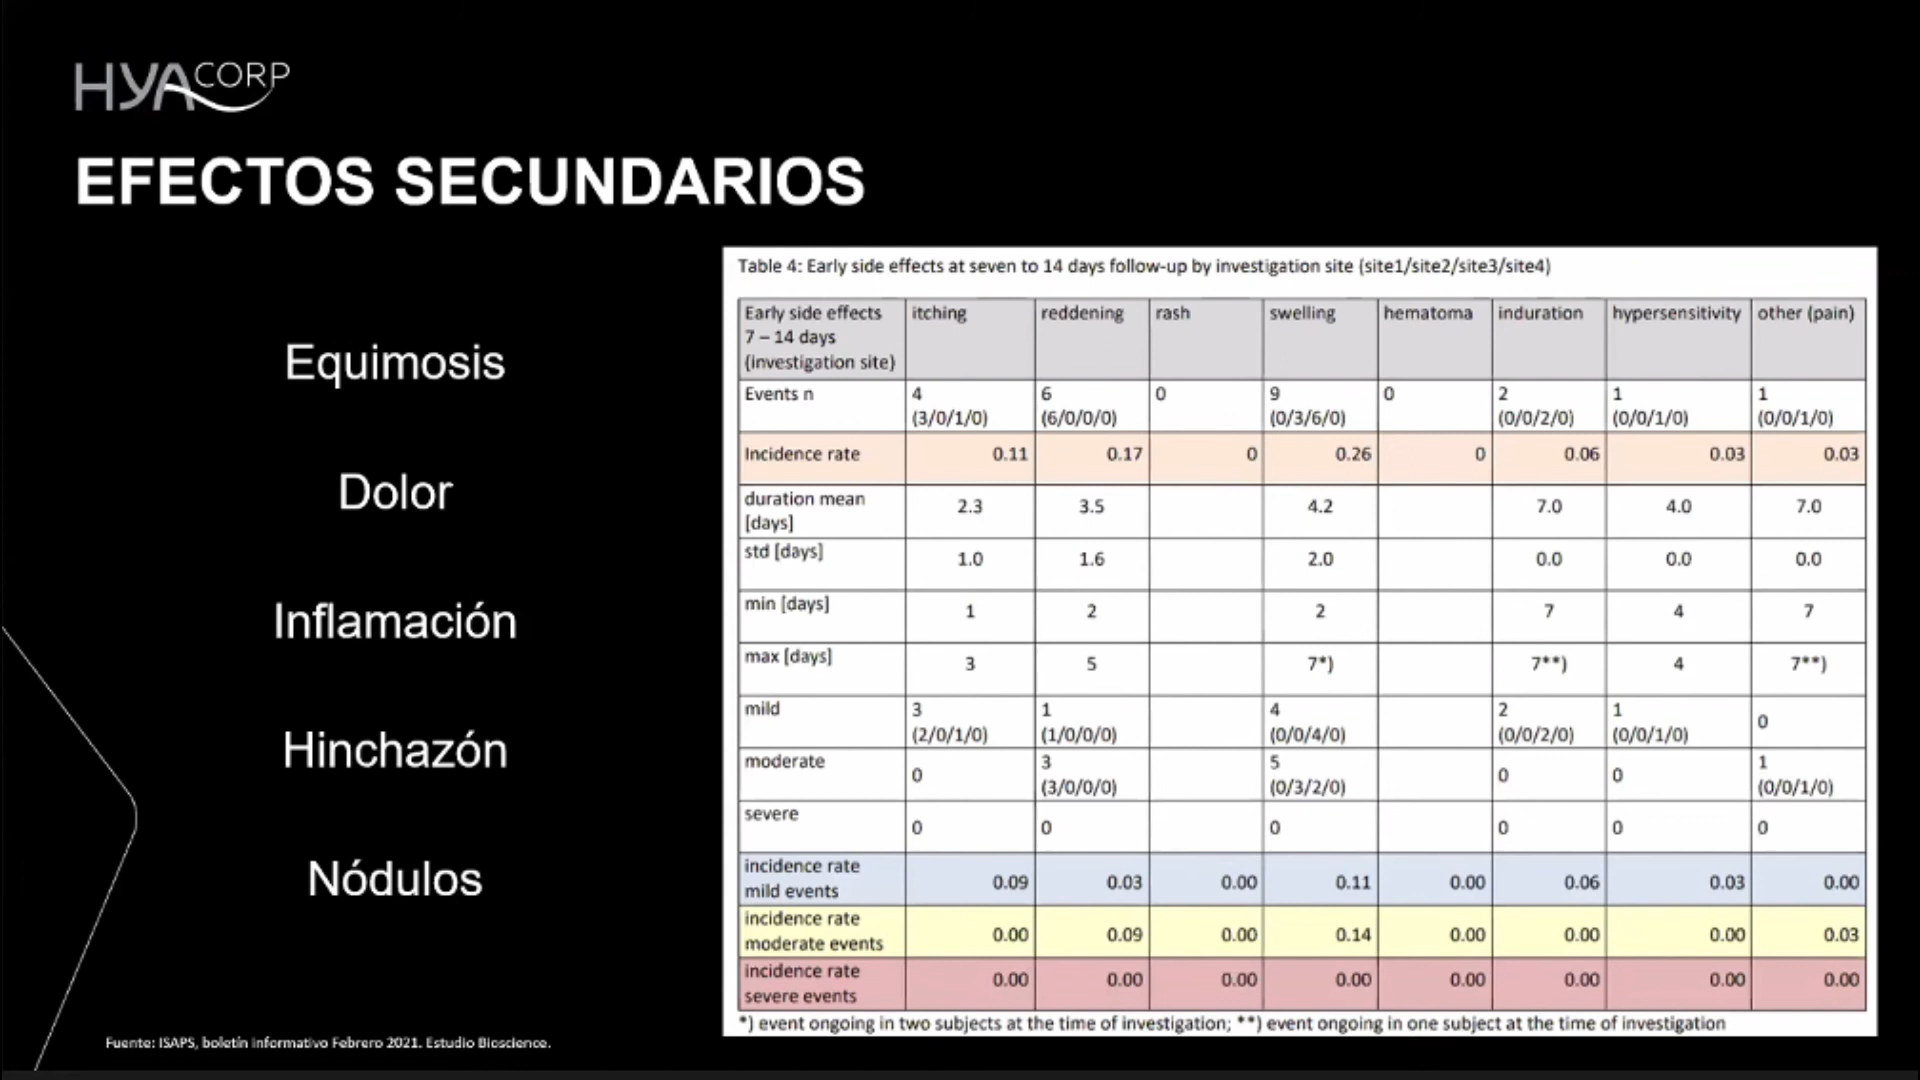 HYACORP
EFECTOS SECUNDARIOS
Equimosis
Dolor
Inflamación
Hinchazón
Nódulos
Fuente: ISAPS, boletín informativo Febrero 2021. Estudio Bioscience.
Table 4: Early side effects at seven to 14 days follow-up by investigation site (site1/site2/site3/site4)
Early side effects 7 – 14 days (investigation site) itching reddening rash swelling hematoma induration hypersensitivity other (pain)
Events n 4 (3/0/1/0) 6 (6/0/0/0) 0 9 (0/3/6/0) 0 2 (0/0/2/0) 1 (0/0/1/0) 1 (0/0/1/0)
Incidence rate 0.11 0.17 0 0.26 0 0.06 0.03 0.03
duration mean [days] 2.3 3.5 4.2 7.0 4.0 7.0
std [days] 1.0 1.6 2.0 0.0 0.0 0.0
min [days] 1 2 2 7 4 7
max [days] 3 5 7*) 7**) 4 7**)
mild 3 (2/0/1/0) 1 (1/0/0/0) 4 (0/0/4/0) 2 (0/0/2/0) 1 (0/0/1/0) 0
moderate 0 3 (3/0/0/0) 5 (0/3/2/0) 0 0 1 (0/0/1/0)
severe 0 0 0 0 0 0
incidence rate mild events 0.09 0.03 0.00 0.11 0.00 0.06 0.03 0.00
incidence rate moderate events 0.00 0.09 0.00 0.14 0.00 0.00 0.00 0.03
incidence rate severe events 0.00 0.00 0.00 0.00 0.00 0.00 0.00 0.00
*) event ongoing in two subjects at the time of investigation; **) event ongoing in one subject at the time of investigation